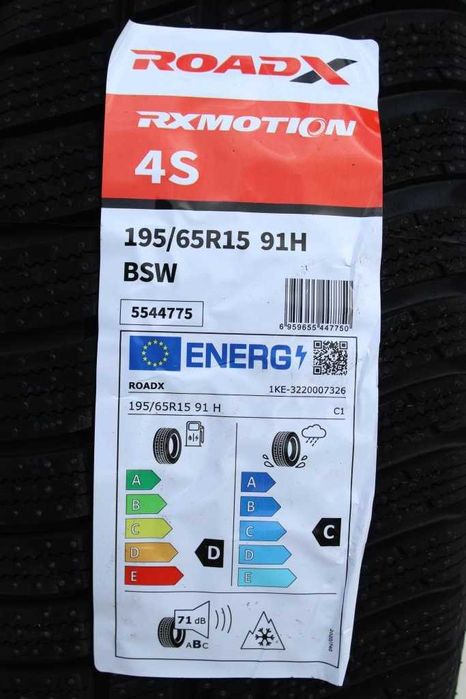 ROADX
RXMOTION
4S
195/65R15 91H
BSW
5544775
6 959655 447750
ENERG
ROADX
1KE-3220007326
195/65R15 91 H
C1
A
B
C
D
E
D
A
B
C
D
E
C
71 dB
ABC